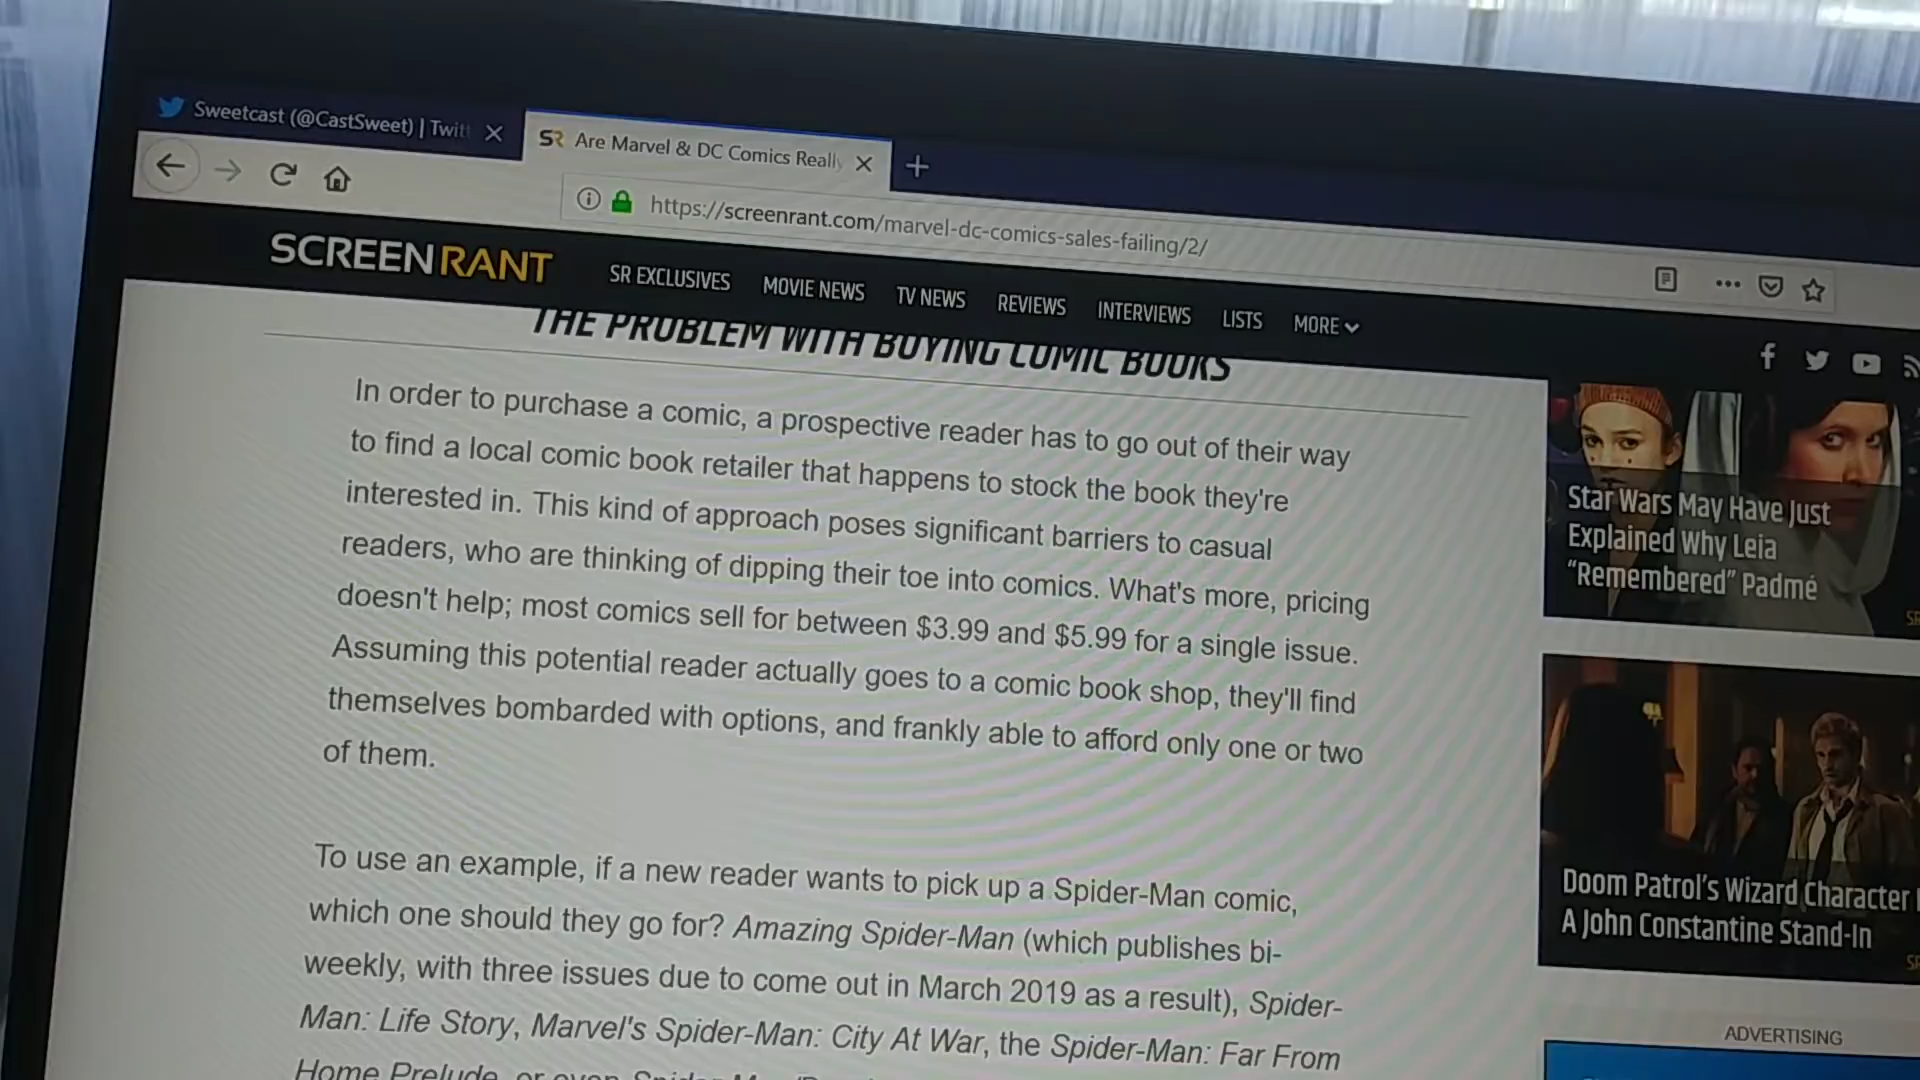 Sweetcast (@CastSweet) | Twitt
SR Are Marvel & DC Comics Really
https://screenrant.com/marvel-dc-comics-sales-failing/2/
SCREENRANT
SR EXCLUSIVES MOVIE NEWS TV NEWS REVIEWS INTERVIEWS LISTS MORE
THE PROBLEM WITH BUYING COMIC BOOKS
In order to purchase a comic, a prospective reader has to go out of their way
to find a local comic book retailer that happens to stock the book they're
interested in. This kind of approach poses significant barriers to casual
readers, who are thinking of dipping their toe into comics. What's more, pricing
doesn't help; most comics sell for between $3.99 and $5.99 for a single issue.
Assuming this potential reader actually goes to a comic book shop, they'll find
themselves bombarded with options, and frankly able to afford only one or two
of them.
To use an example, if a new reader wants to pick up a Spider-Man comic,
which one should they go for? Amazing Spider-Man (which publishes bi-
weekly, with three issues due to come out in March 2019 as a result), Spider-
Man: Life Story, Marvel's Spider-Man: City At War, the Spider-Man: Far From
Home Prelude, or even
Star Wars May Have Just
Explained Why Leia
“Remembered” Padmé
Doom Patrol's Wizard Character
A John Constantine Stand-In
ADVERTISING